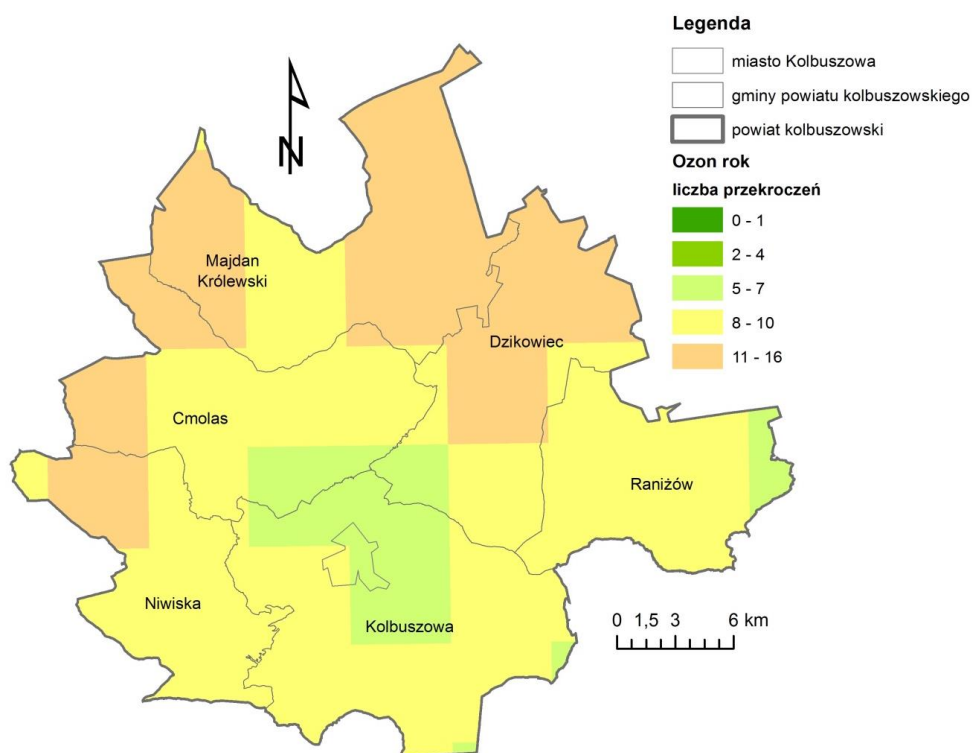 Legenda
miasto Kolbuszowa
gminy powiatu kolbuszowskiego
powiat kolbuszowski
Ozon rok
liczba przekroczeń
0 - 1
2 - 4
5 - 7
8 - 10
11 - 16
N
Majdan
Królewski
Dzikowiec
Cmolas
Raniżów
Niwiska
Kolbuszowa
0 1,5 3 6 km